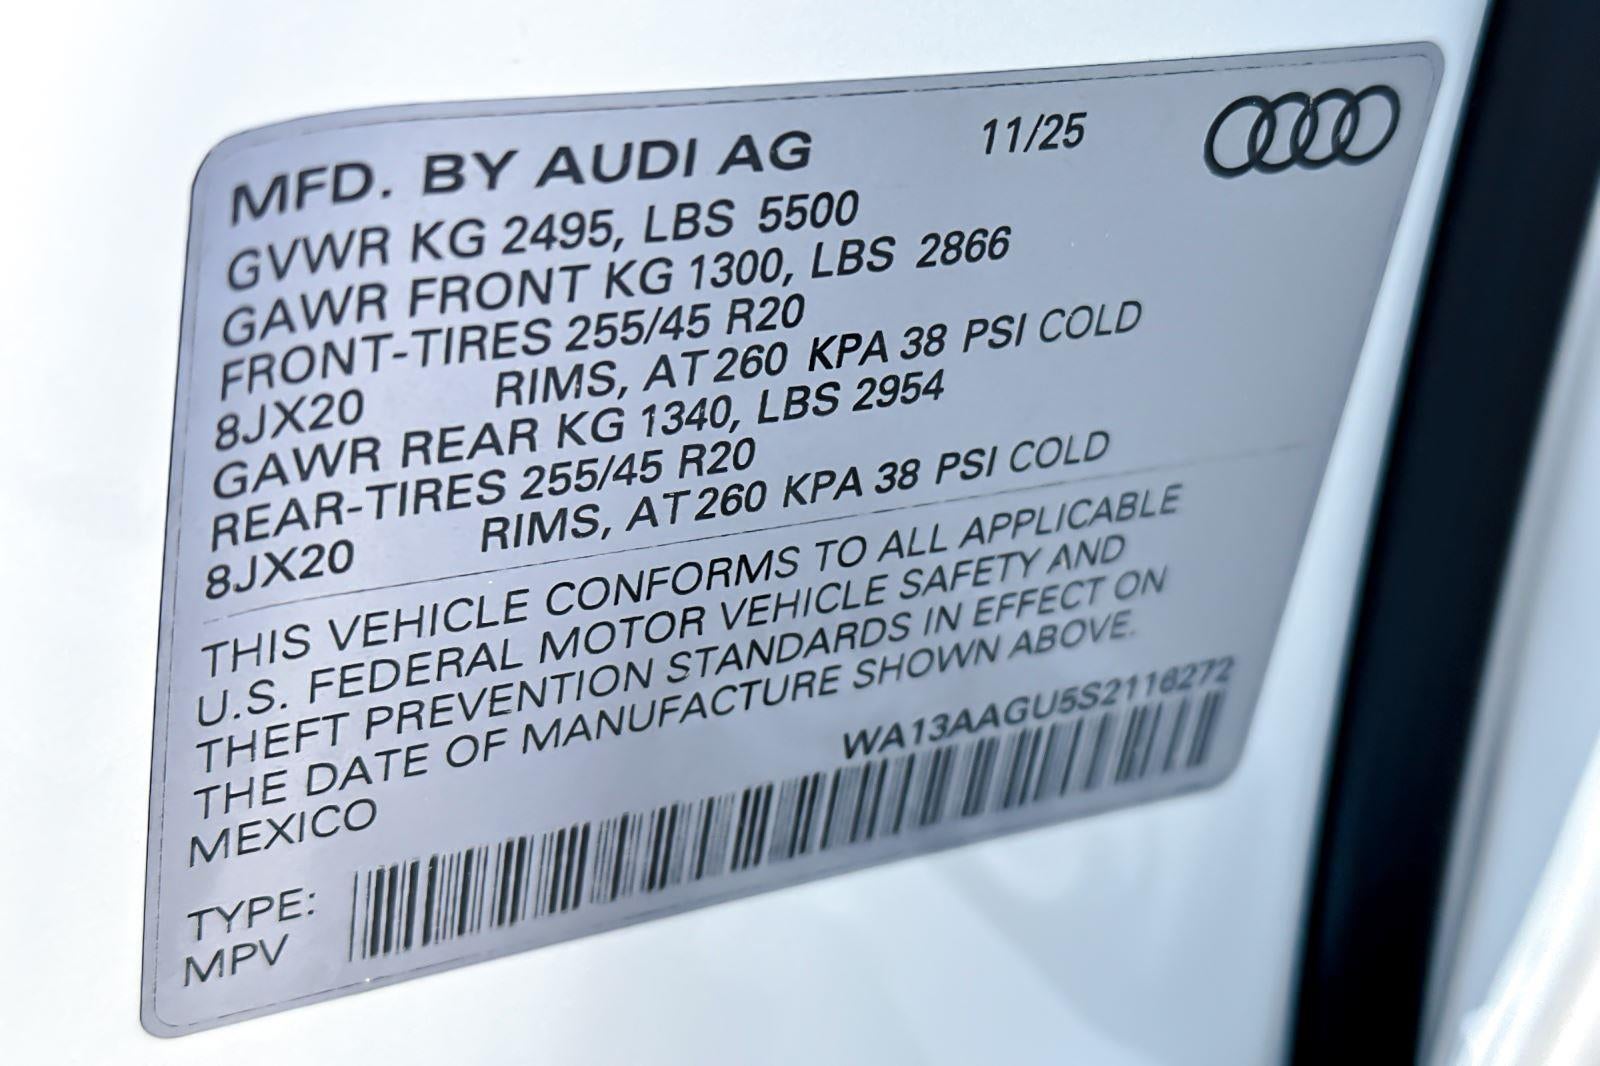 MFD. BY AUDI AG 11/25
GVWR KG 2495, LBS 5500
GAWR FRONT KG 1300, LBS 2866
FRONT-TIRES 255/45 R20
8JX20 RIMS, AT 260 KPA 38 PSI COLD
GAWR REAR KG 1340, LBS 2954
REAR-TIRES 255/45 R20
8JX20 RIMS, AT 260 KPA 38 PSI COLD
THIS VEHICLE CONFORMS TO ALL APPLICABLE
U.S. FEDERAL MOTOR VEHICLE SAFETY AND
THEFT PREVENTION STANDARDS IN EFFECT ON
THE DATE OF MANUFACTURE SHOWN ABOVE.
MEXICO
WA13AAGU5S2116272
TYPE:
MPV